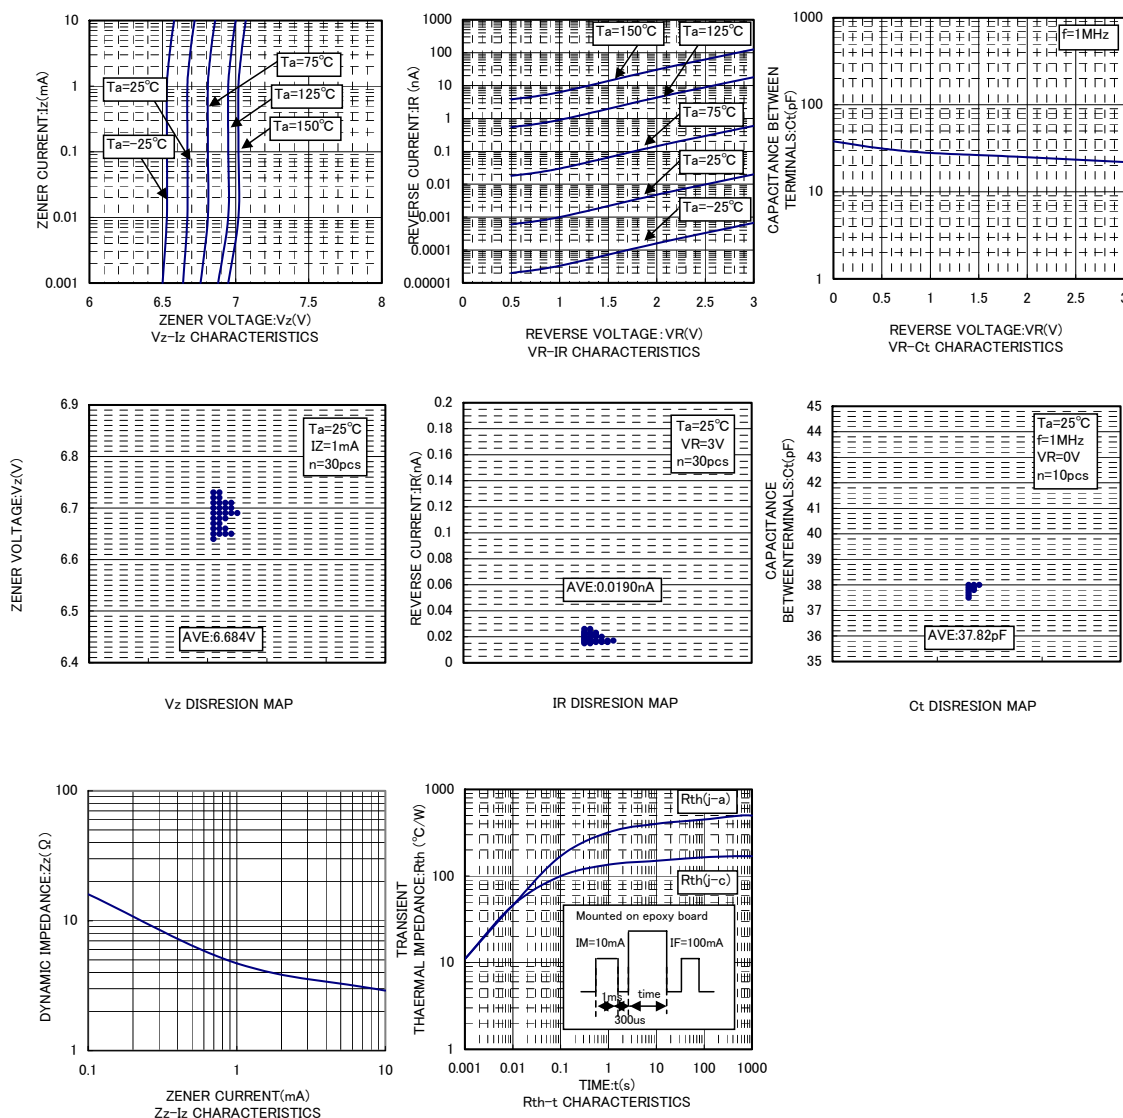 10
1
0.1
0.01
0.001
ZENER CURRENT:Iz(mA)
Ta=75℃
Ta=25℃
Ta=125℃
Ta=150℃
Ta=-25℃
6
6.5
7
7.5
8
ZENER VOLTAGE:Vz(V)
Vz-Iz CHARACTERISTICS
1000
100
10
1
0.1
0.01
0.001
0.0001
0.00001
REVERSE CURRENT:IR (nA)
Ta=150℃
Ta=125℃
Ta=75℃
Ta=25℃
Ta=-25℃
0
0.5
1
1.5
2
2.5
3
REVERSE VOLTAGE:VR(V)
VR-IR CHARACTERISTICS
1000
100
10
1
CAPACITANCE BETWEEN
TERMINALS:Ct(pF)
f=1MHz
0
0.5
1
1.5
2
2.5
3
REVERSE VOLTAGE:VR(V)
VR-Ct CHARACTERISTICS
6.9
6.8
6.7
6.6
6.5
6.4
ZENER VOLTAGE:Vz(V)
Ta=25℃
IZ=1mA
n=30pcs
AVE:6.684V
Vz DISRESION MAP
0.2
0.18
0.16
0.14
0.12
0.1
0.08
0.06
0.04
0.02
0
REVERSE CURRENT:IR(nA)
Ta=25℃
VR=3V
n=30pcs
AVE:0.0190nA
IR DISRESION MAP
45
44
43
42
41
40
39
38
37
36
35
CAPACITANCE
BETWEENTERMINALS:Ct(pF)
Ta=25℃
f=1MHz
VR=0V
n=10pcs
AVE:37.82pF
Ct DISRESION MAP
100
10
1
DYNAMIC IMPEDANCE:Zz(Ω)
0.1
1
10
ZENER CURRENT(mA)
Zz-Iz CHARACTERISTICS
1000
100
10
1
TRANSIENT
THAERMAL IMPEDANCE:Rth (℃/W)
Rth(j-a)
Rth(j-c)
Mounted on epoxy board
IM=10mA
IF=100mA
1ms
time
300us
0.001
0.01
0.1
1
10
100
1000
TIME:t(s)
Rth-t CHARACTERISTICS